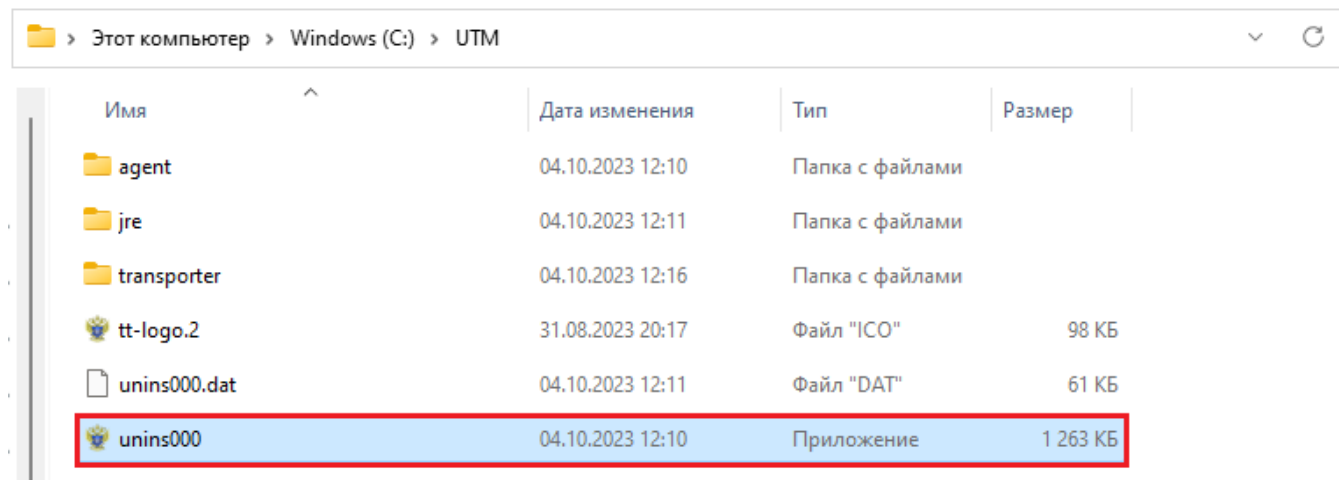 Этот компьютер > Windows (C:) > UTM
Имя Дата изменения Тип Размер
agent 04.10.2023 12:10 Папка с файлами
jre 04.10.2023 12:11 Папка с файлами
transporter 04.10.2023 12:16 Папка с файлами
tt-logo.2 31.08.2023 20:17 Файл "ICO" 98 КБ
unins000.dat 04.10.2023 12:11 Файл "DAT" 61 КБ
unins000 04.10.2023 12:10 Приложение 1 263 КБ